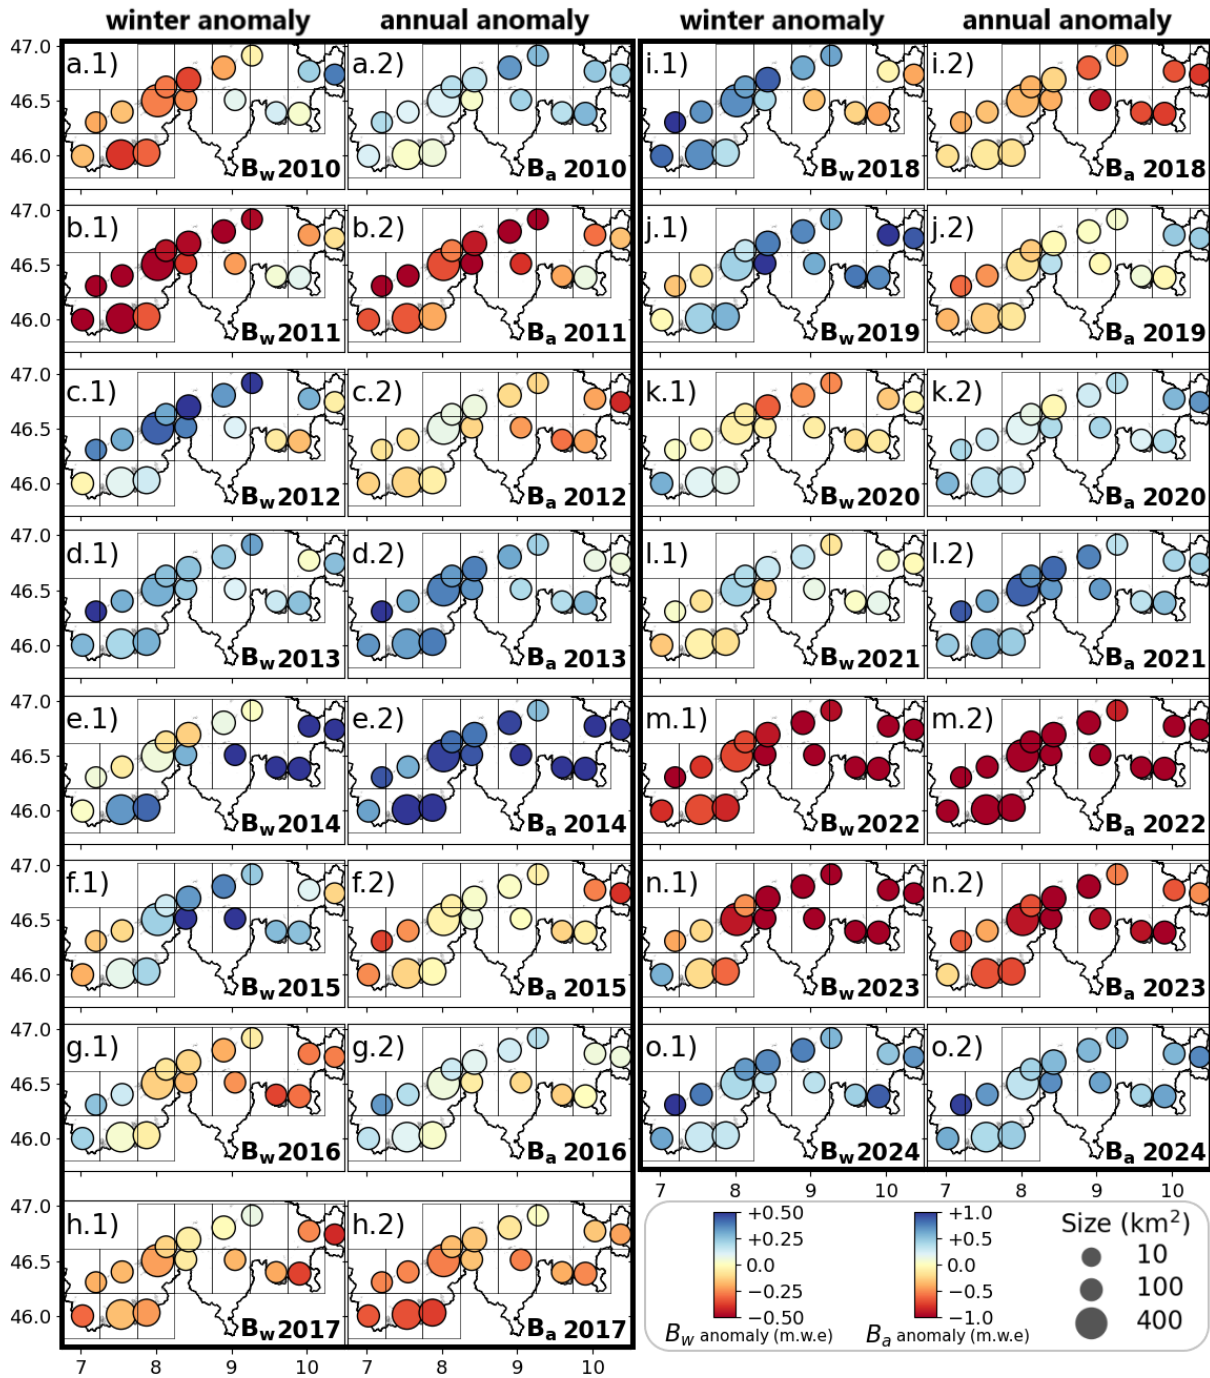 winter anomaly annual anomaly winter anomaly annual anomaly
47.0 a.1) a.2) i.1) i.2)
46.5
46.0 Bw2010 Ba 2010 Bw2018 Ba 2018
47.0 b.1) b.2) j.1) j.2)
46.5
46.0 Bw2011 Ba 2011 Bw2019 Ba 2019
47.0 c.1) c.2) k.1) k.2)
46.5
46.0 Bw2012 Ba 2012 Bw2020 Ba 2020
47.0 d.1) d.2) l.1) l.2)
46.5
46.0 Bw2013 Ba 2013 Bw2021 Ba 2021
47.0 e.1) e.2) m.1) m.2)
46.5
46.0 Bw2014 Ba 2014 Bw2022 Ba 2022
47.0 f.1) f.2) n.1) n.2)
46.5
46.0 Bw2015 Ba 2015 Bw2023 Ba 2023
47.0 g.1) g.2) o.1) o.2)
46.5
46.0 Bw2016 Ba 2016 Bw2024 Ba 2024
7 8 9 10 7 8 9 10
47.0 h.1) h.2)
46.5
46.0 Bw2017 Ba 2017
7 8 9 10 7 8 9 10
+0.50
+0.25
0.0
−0.25
−0.50
Bw anomaly (m.w.e)
+1.0
+0.5
0.0
−0.5
−1.0
Ba anomaly (m.w.e)
Size (km²)
10
100
400